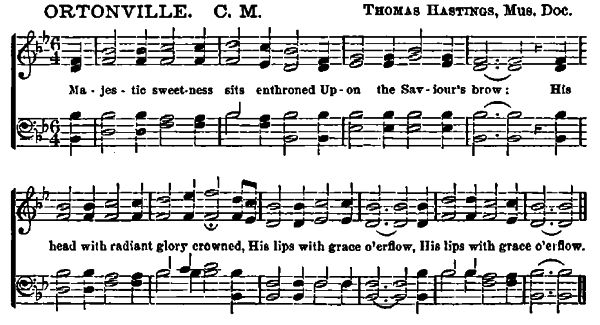 ORTONVILLE. C. M. THOMAS HASTINGS, MUS. DOC.
Ma - jes - tic sweet-ness sits enthroned Up - on the Sav - iour's brow; His
head with radiant glory crowned, His lips with grace o'erflow, His lips with grace o'erflow.